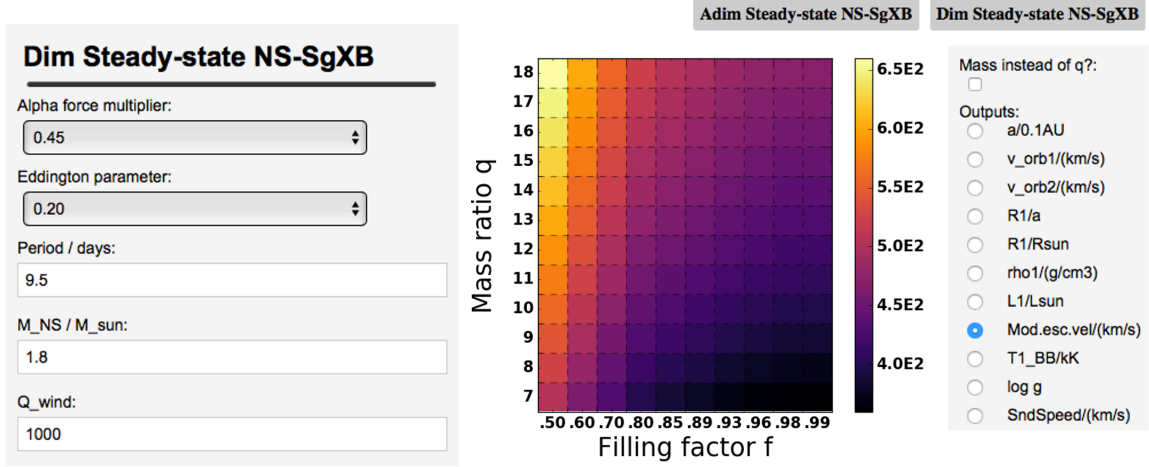 Adim Steady-state NS-SgXB
Dim Steady-state NS-SgXB
Dim Steady-state NS-SgXB
Alpha force multiplier:
0.45
Eddington parameter:
0.20
Period / days:
9.5
M_NS / M_sun:
1.8
Q_wind:
1000
Mass ratio q
18
17
16
15
14
13
12
11
10
9
8
7
.50 .60 .70 .80 .85 .89 .93 .96 .98 .99
Filling factor f
6.5E2
6.0E2
5.5E2
5.0E2
4.5E2
4.0E2
Mass instead of q?:
Outputs:
a/0.1AU
v_orb1/(km/s)
v_orb2/(km/s)
R1/a
R1/Rsun
rho1/(g/cm3)
L1/Lsun
Mod.esc.vel/(km/s)
T1_BB/kK
log g
SndSpeed/(km/s)